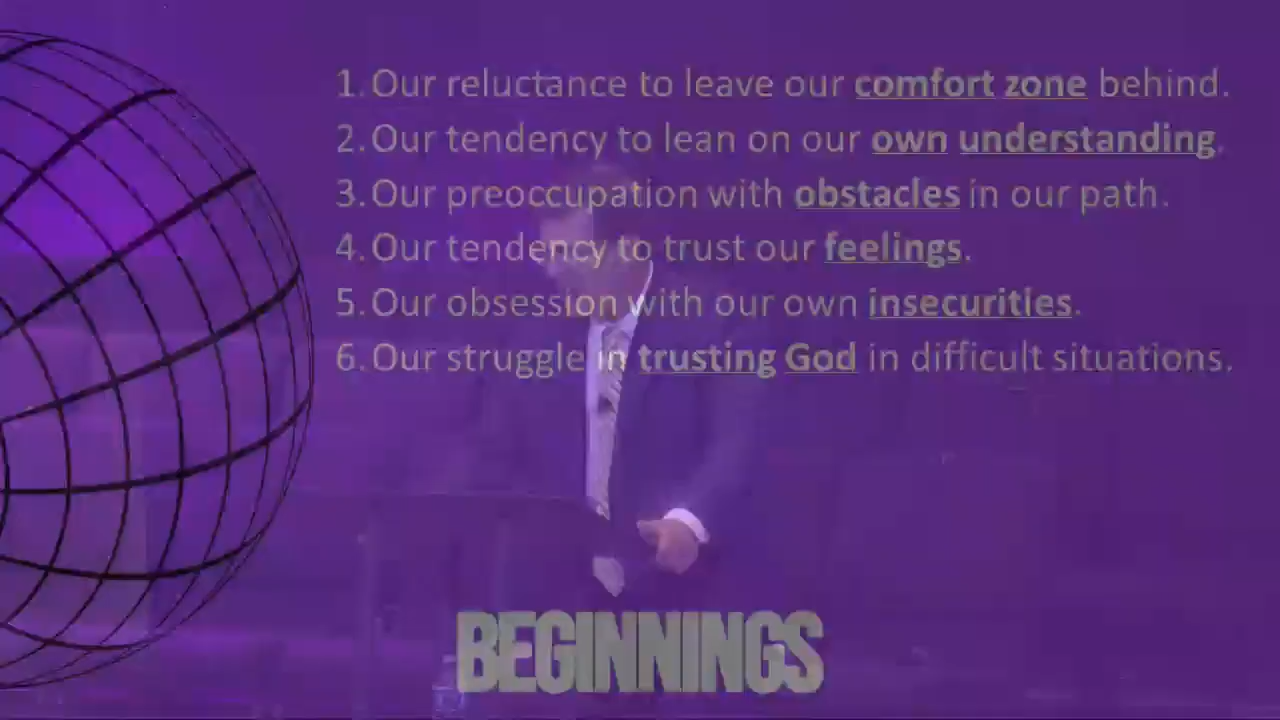 1. Our reluctance to leave our comfort zone behind.
2. Our tendency to lean on our own understanding.
3. Our preoccupation with obstacles in our path.
4. Our tendency to trust our feelings.
5. Our obsession with our own insecurities.
6. Our struggle in trusting God in difficult situations.
BEGINNINGS